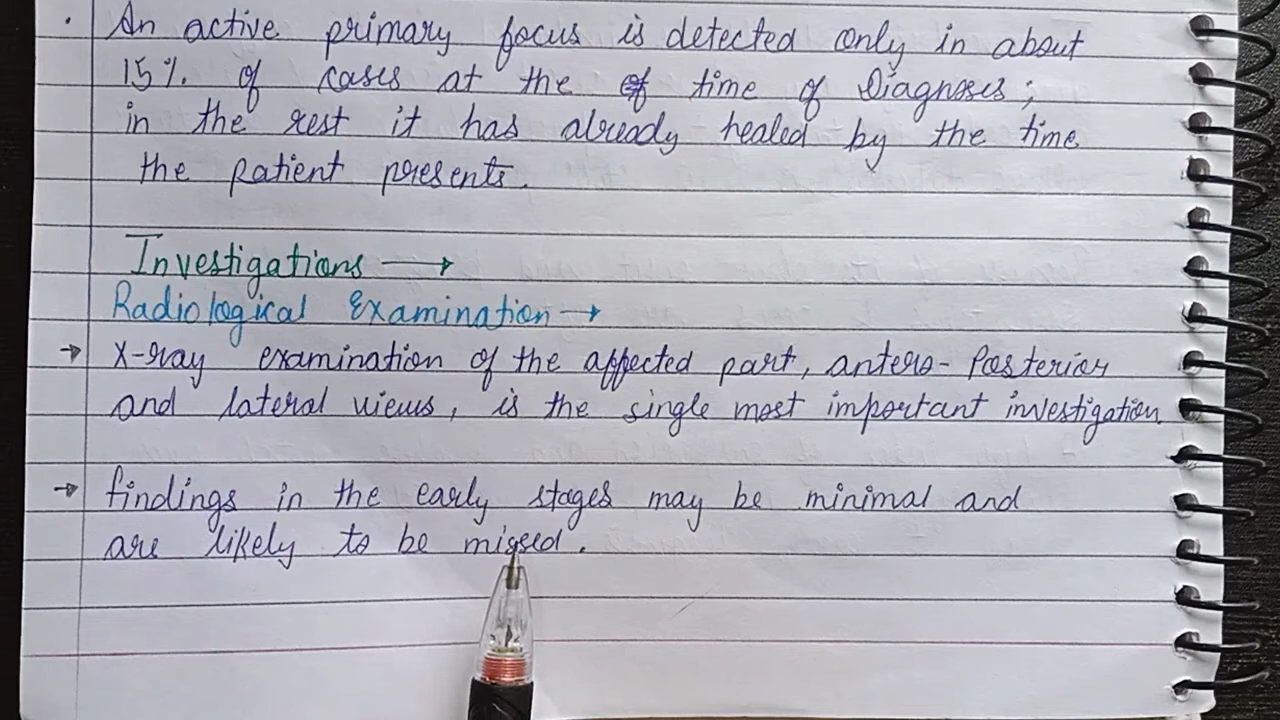 · An active primary focus is detected only in about
15%. of cases at the time of Diagnoses;
in the rest it has already healed by the time
the patient presents.
Investigations →
Radiological Examination →
→ X-ray examination of the affected part, antero-Posterior
and lateral views, is the single most important investigation.
→ findings in the early stages may be minimal and
are likely to be missed.